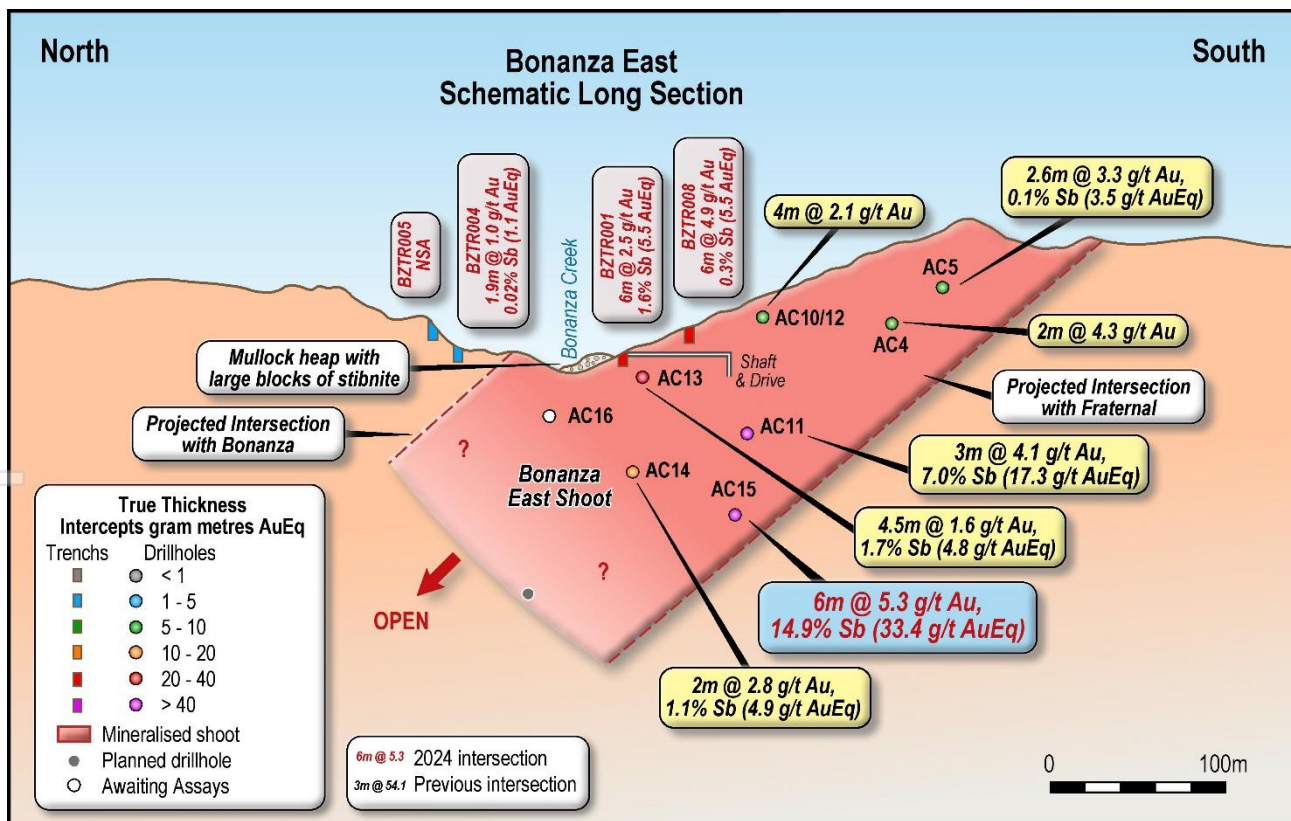 North
South
Bonanza East
Schematic Long Section
BZTR005
NSA
BZTR004
1.9m @ 1.0 g/t Au
0.02% Sb (1.1 AuEq)
Bonanza Creek
BZTR001
6m @ 2.5 g/t Au
1.6% Sb (5.5 AuEq)
BZTR008
6m @ 4.9 g/t Au
0.3% Sb (5.5 AuEq)
4m @ 2.1 g/t Au
2.6m @ 3.3 g/t Au,
0.1% Sb (3.5 g/t AuEq)
AC5
AC10/12
AC4
2m @ 4.3 g/t Au
Mullock heap with
large blocks of stibnite
Shaft
& Drive
AC13
Projected Intersection
with Fraternal
Projected Intersection
with Bonanza
AC16
AC11
?
3m @ 4.1 g/t Au,
7.0% Sb (17.3 g/t AuEq)
AC14
Bonanza
East Shoot
AC15
4.5m @ 1.6 g/t Au,
1.7% Sb (4.8 g/t AuEq)
?
OPEN
6m @ 5.3 g/t Au,
14.9% Sb (33.4 g/t AuEq)
2m @ 2.8 g/t Au,
1.1% Sb (4.9 g/t AuEq)
True Thickness
Intercepts gram metres AuEq
Trenchs Drillholes
< 1
1 - 5
5 - 10
10 - 20
20 - 40
> 40
Mineralised shoot
Planned drillhole
Awaiting Assays
6m @ 5.3 2024 intersection
3m @ 54.1 Previous intersection
0 100m